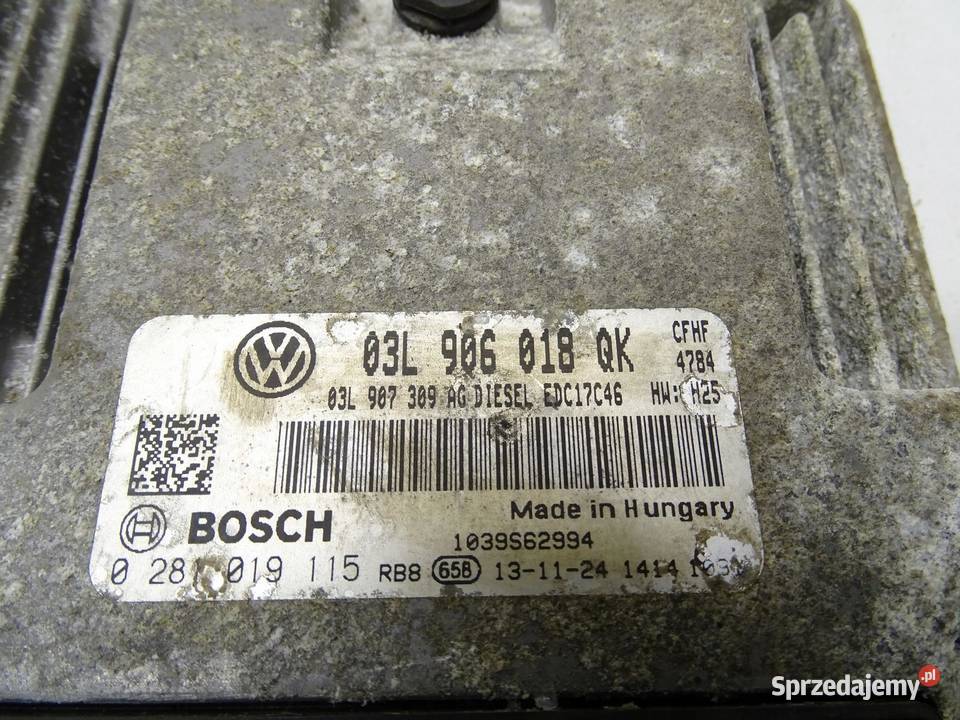 03L 906 018 QK
CFHF
4784
03L 907 309 AG DIESEL EDC17C46 HW: H25
Made in Hungary
BOSCH
1039S62994
0 281 019 115 RB8 658 13-11-24 1414
Sprzedajemy.pl